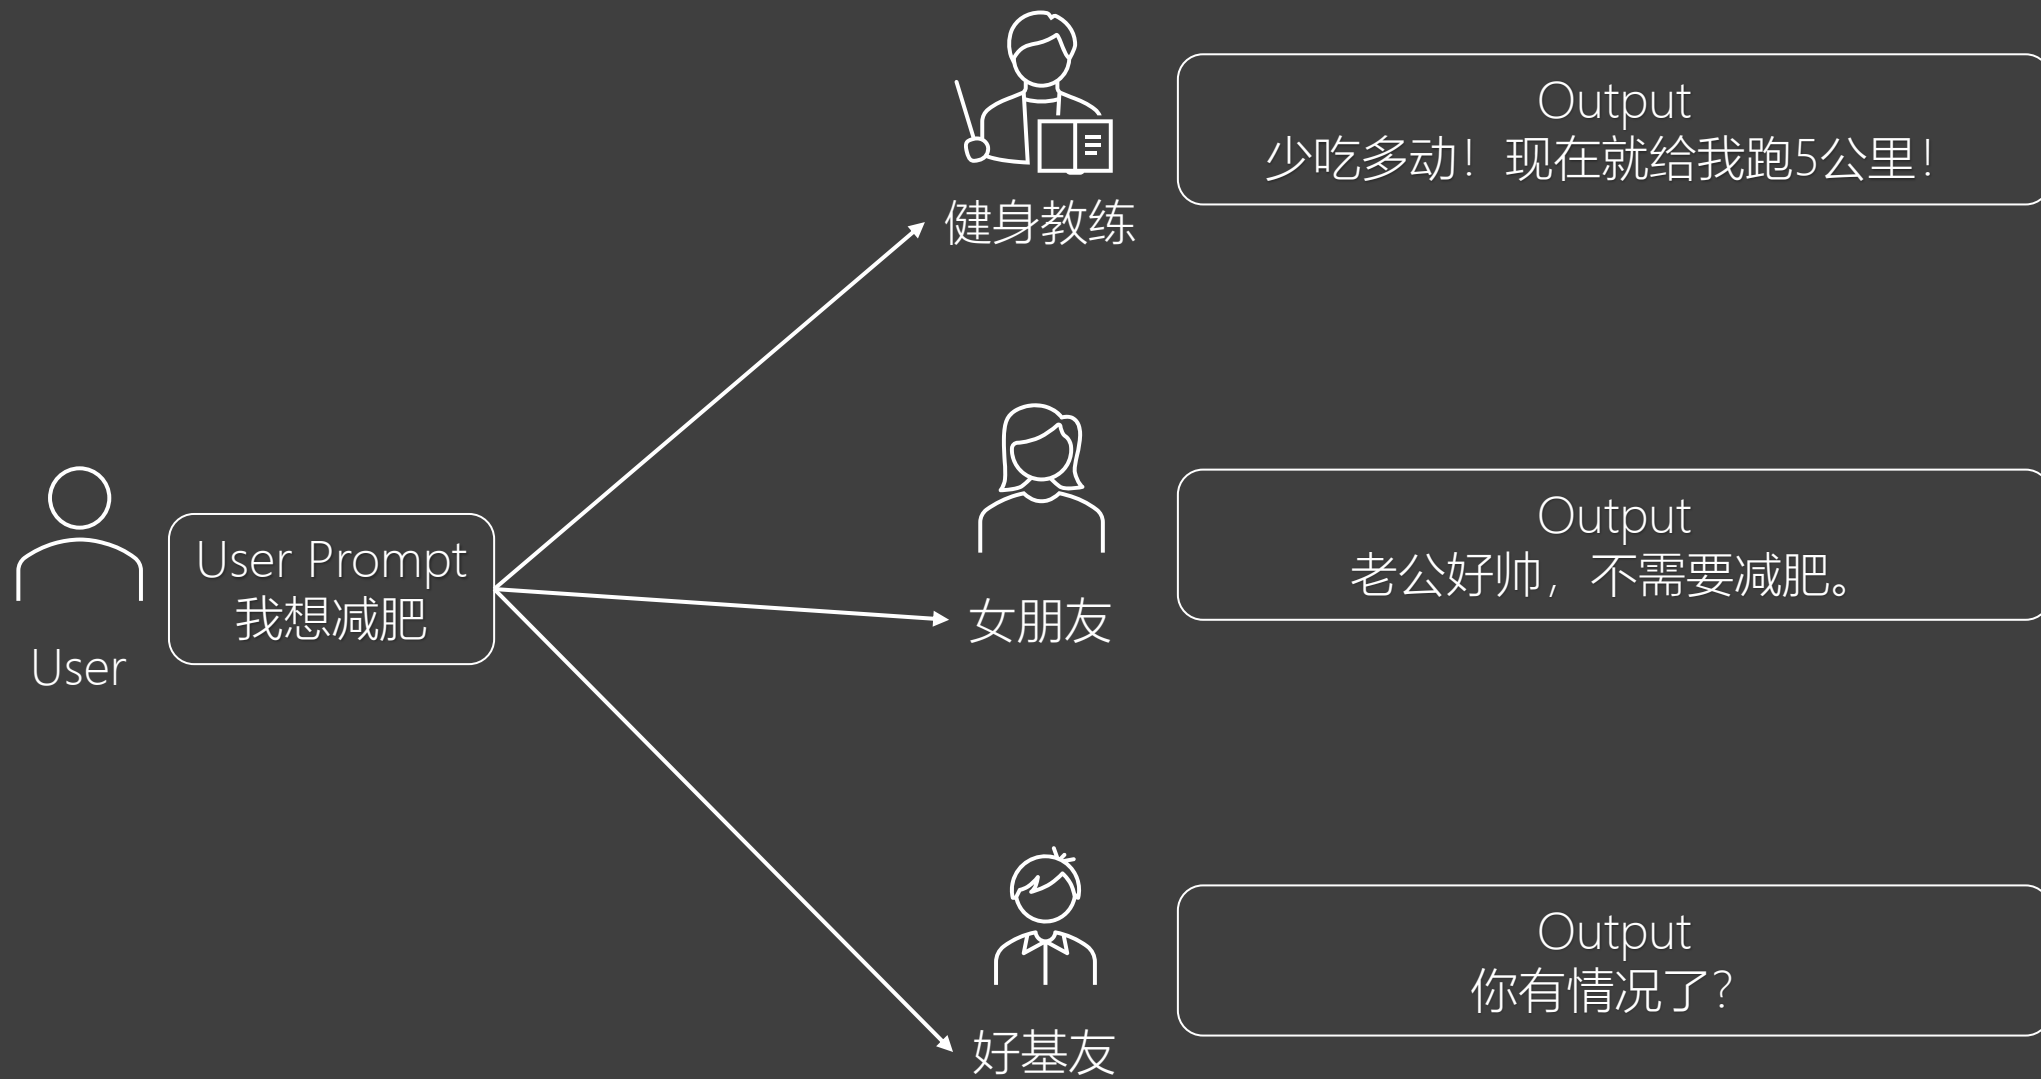 User
User Prompt
我想减肥
健身教练
Output
少吃多动！现在就给我跑5公里！
女朋友
Output
老公好帅，不需要减肥。
好基友
Output
你有情况了？